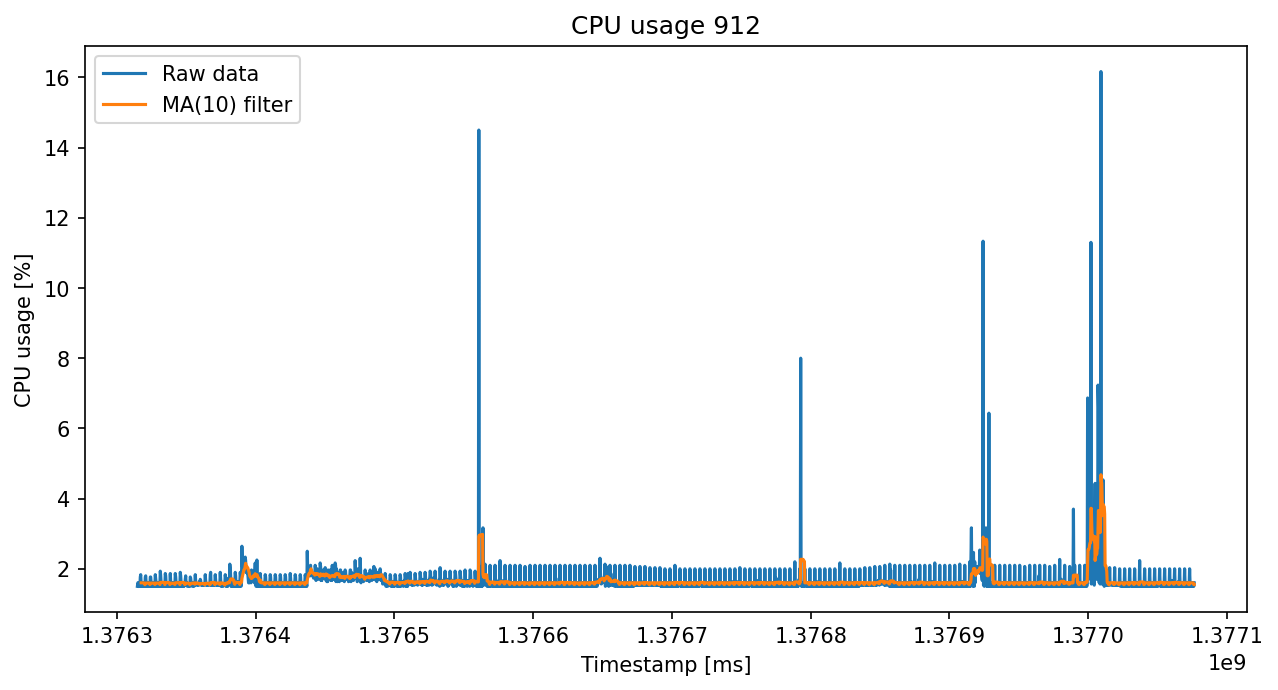 CPU usage 912
Raw data
MA(10) filter
CPU usage [%]
16
14
12
10
8
6
4
2
1.3763 1.3764 1.3765 1.3766 1.3767 1.3768 1.3769 1.3770 1.3771
1e9
Timestamp [ms]